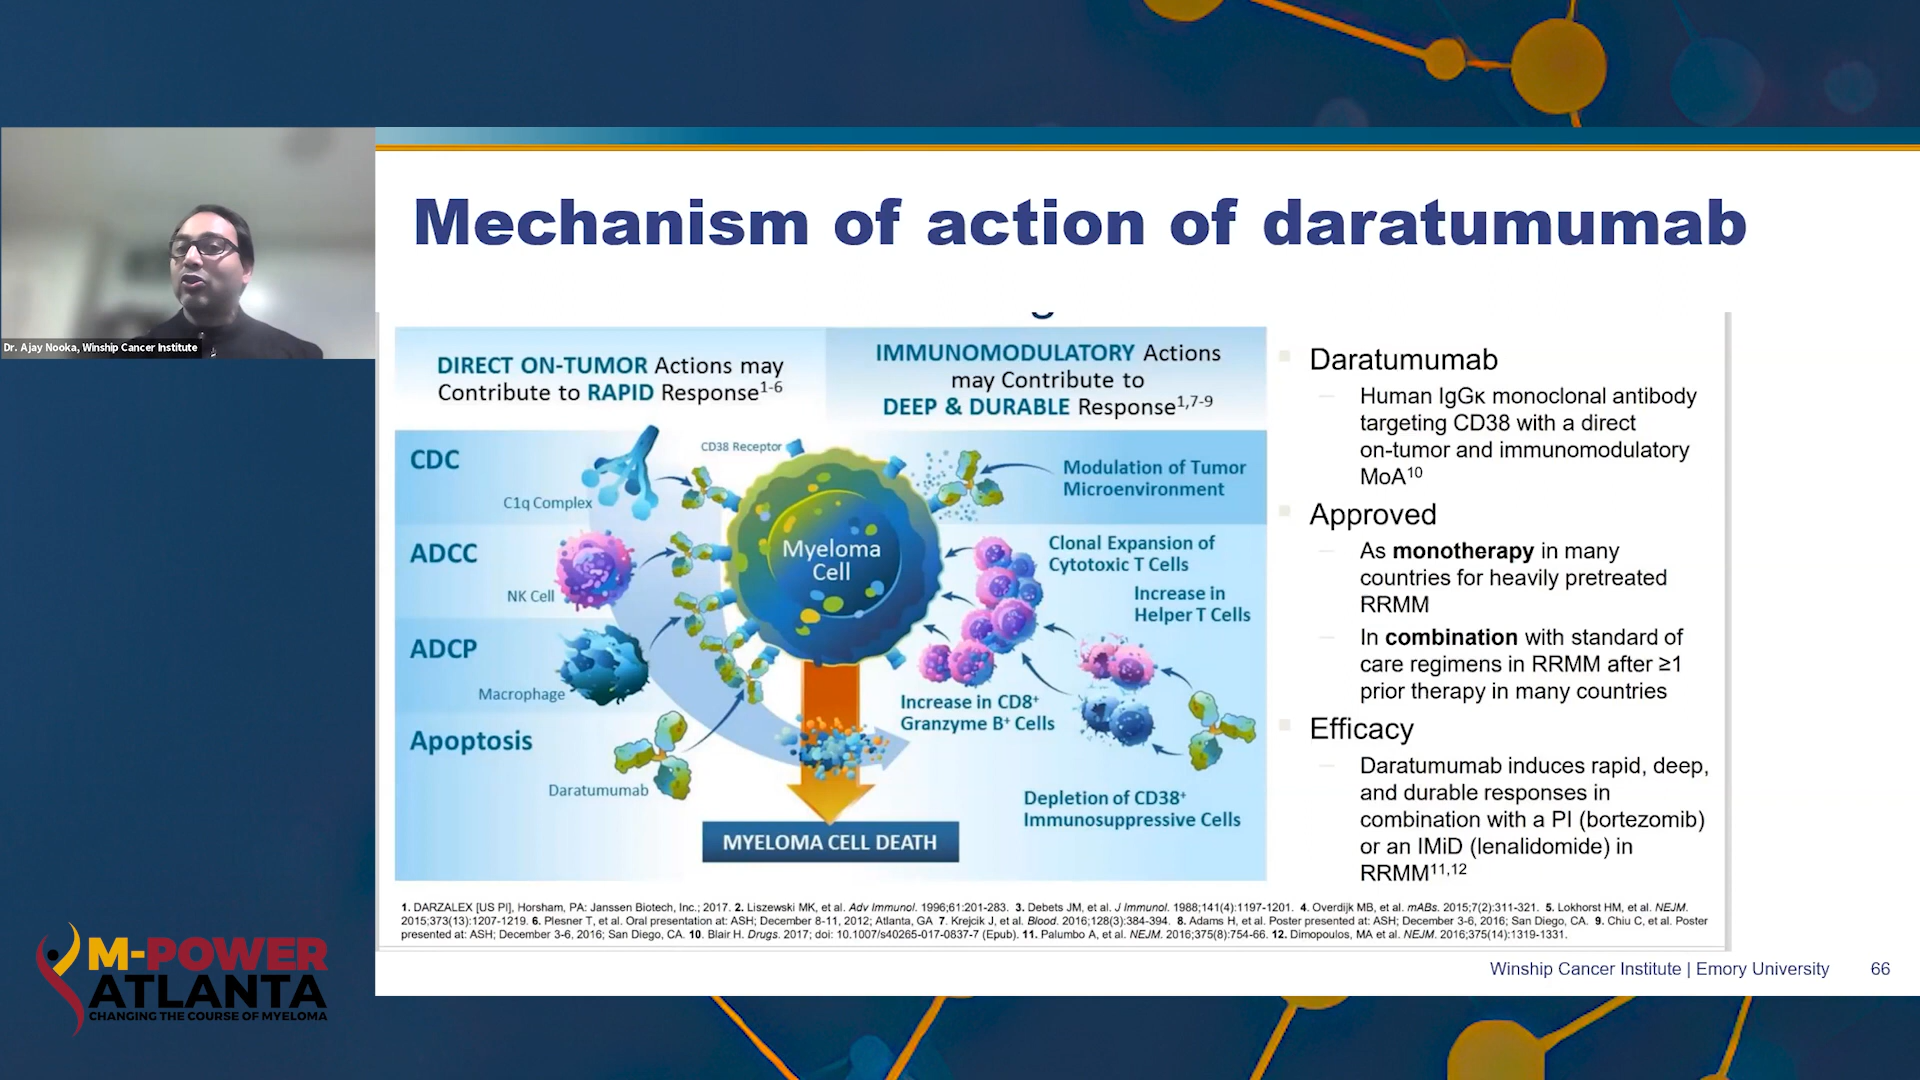 Mechanism of action of daratumumab
Dr. Ajay Nooka, Winship Cancer Institute
DIRECT ON-TUMOR Actions may
Contribute to RAPID Response1-6
IMMUNOMODULATORY Actions
may Contribute to
DEEP & DURABLE Response1,7-9
CDC
C1q Complex
CD38 Receptor
ADCC
NK Cell
ADCP
Macrophage
Apoptosis
Daratumumab
Myeloma
Cell
MYELOMA CELL DEATH
Modulation of Tumor
Microenvironment
Clonal Expansion of
Cytotoxic T Cells
Increase in
Helper T Cells
Increase in CD8+
Granzyme B+ Cells
Depletion of CD38+
Immunosuppressive Cells
Daratumumab
– Human IgGκ monoclonal antibody
targeting CD38 with a direct
on-tumor and immunomodulatory
MoA10
Approved
– As monotherapy in many
countries for heavily pretreated
RRMM
– In combination with standard of
care regimens in RRMM after ≥1
prior therapy in many countries
Efficacy
– Daratumumab induces rapid, deep,
and durable responses in
combination with a PI (bortezomib)
or an IMiD (lenalidomide) in
RRMM11,12
1. DARZALEX [US PI], Horsham, PA: Janssen Biotech, Inc.; 2017. 2. Liszewski MK, et al. Adv Immunol. 1996;61:201-283. 3. Debets JM, et al. J Immunol. 1988;141(4):1197-1201. 4. Overdijk MB, et al. mABs. 2015;7(2):311-321. 5. Lokhorst HM, et al. NEJM.
2015;373(13):1207-1219. 6. Plesner T, et al. Oral presentation at: ASH; December 8-11, 2012; Atlanta, GA 7. Krejcik J, et al. Blood. 2016;128(3):384-394. 8. Adams H, et al. Poster presented at: ASH; December 3-6, 2016; San Diego, CA. 9. Chiu C, et al. Poster
presented at: ASH; December 3-6, 2016; San Diego, CA. 10. Blair H. Drugs. 2017; doi: 10.1007/s40265-017-0837-7 (Epub). 11. Palumbo A, et al. NEJM. 2016;375(8):754-66. 12. Dimopoulos, MA et al. NEJM. 2016;375(14):1319-1331.
Winship Cancer Institute | Emory University 66
M-POWER
ATLANTA
CHANGING THE COURSE OF MYELOMA